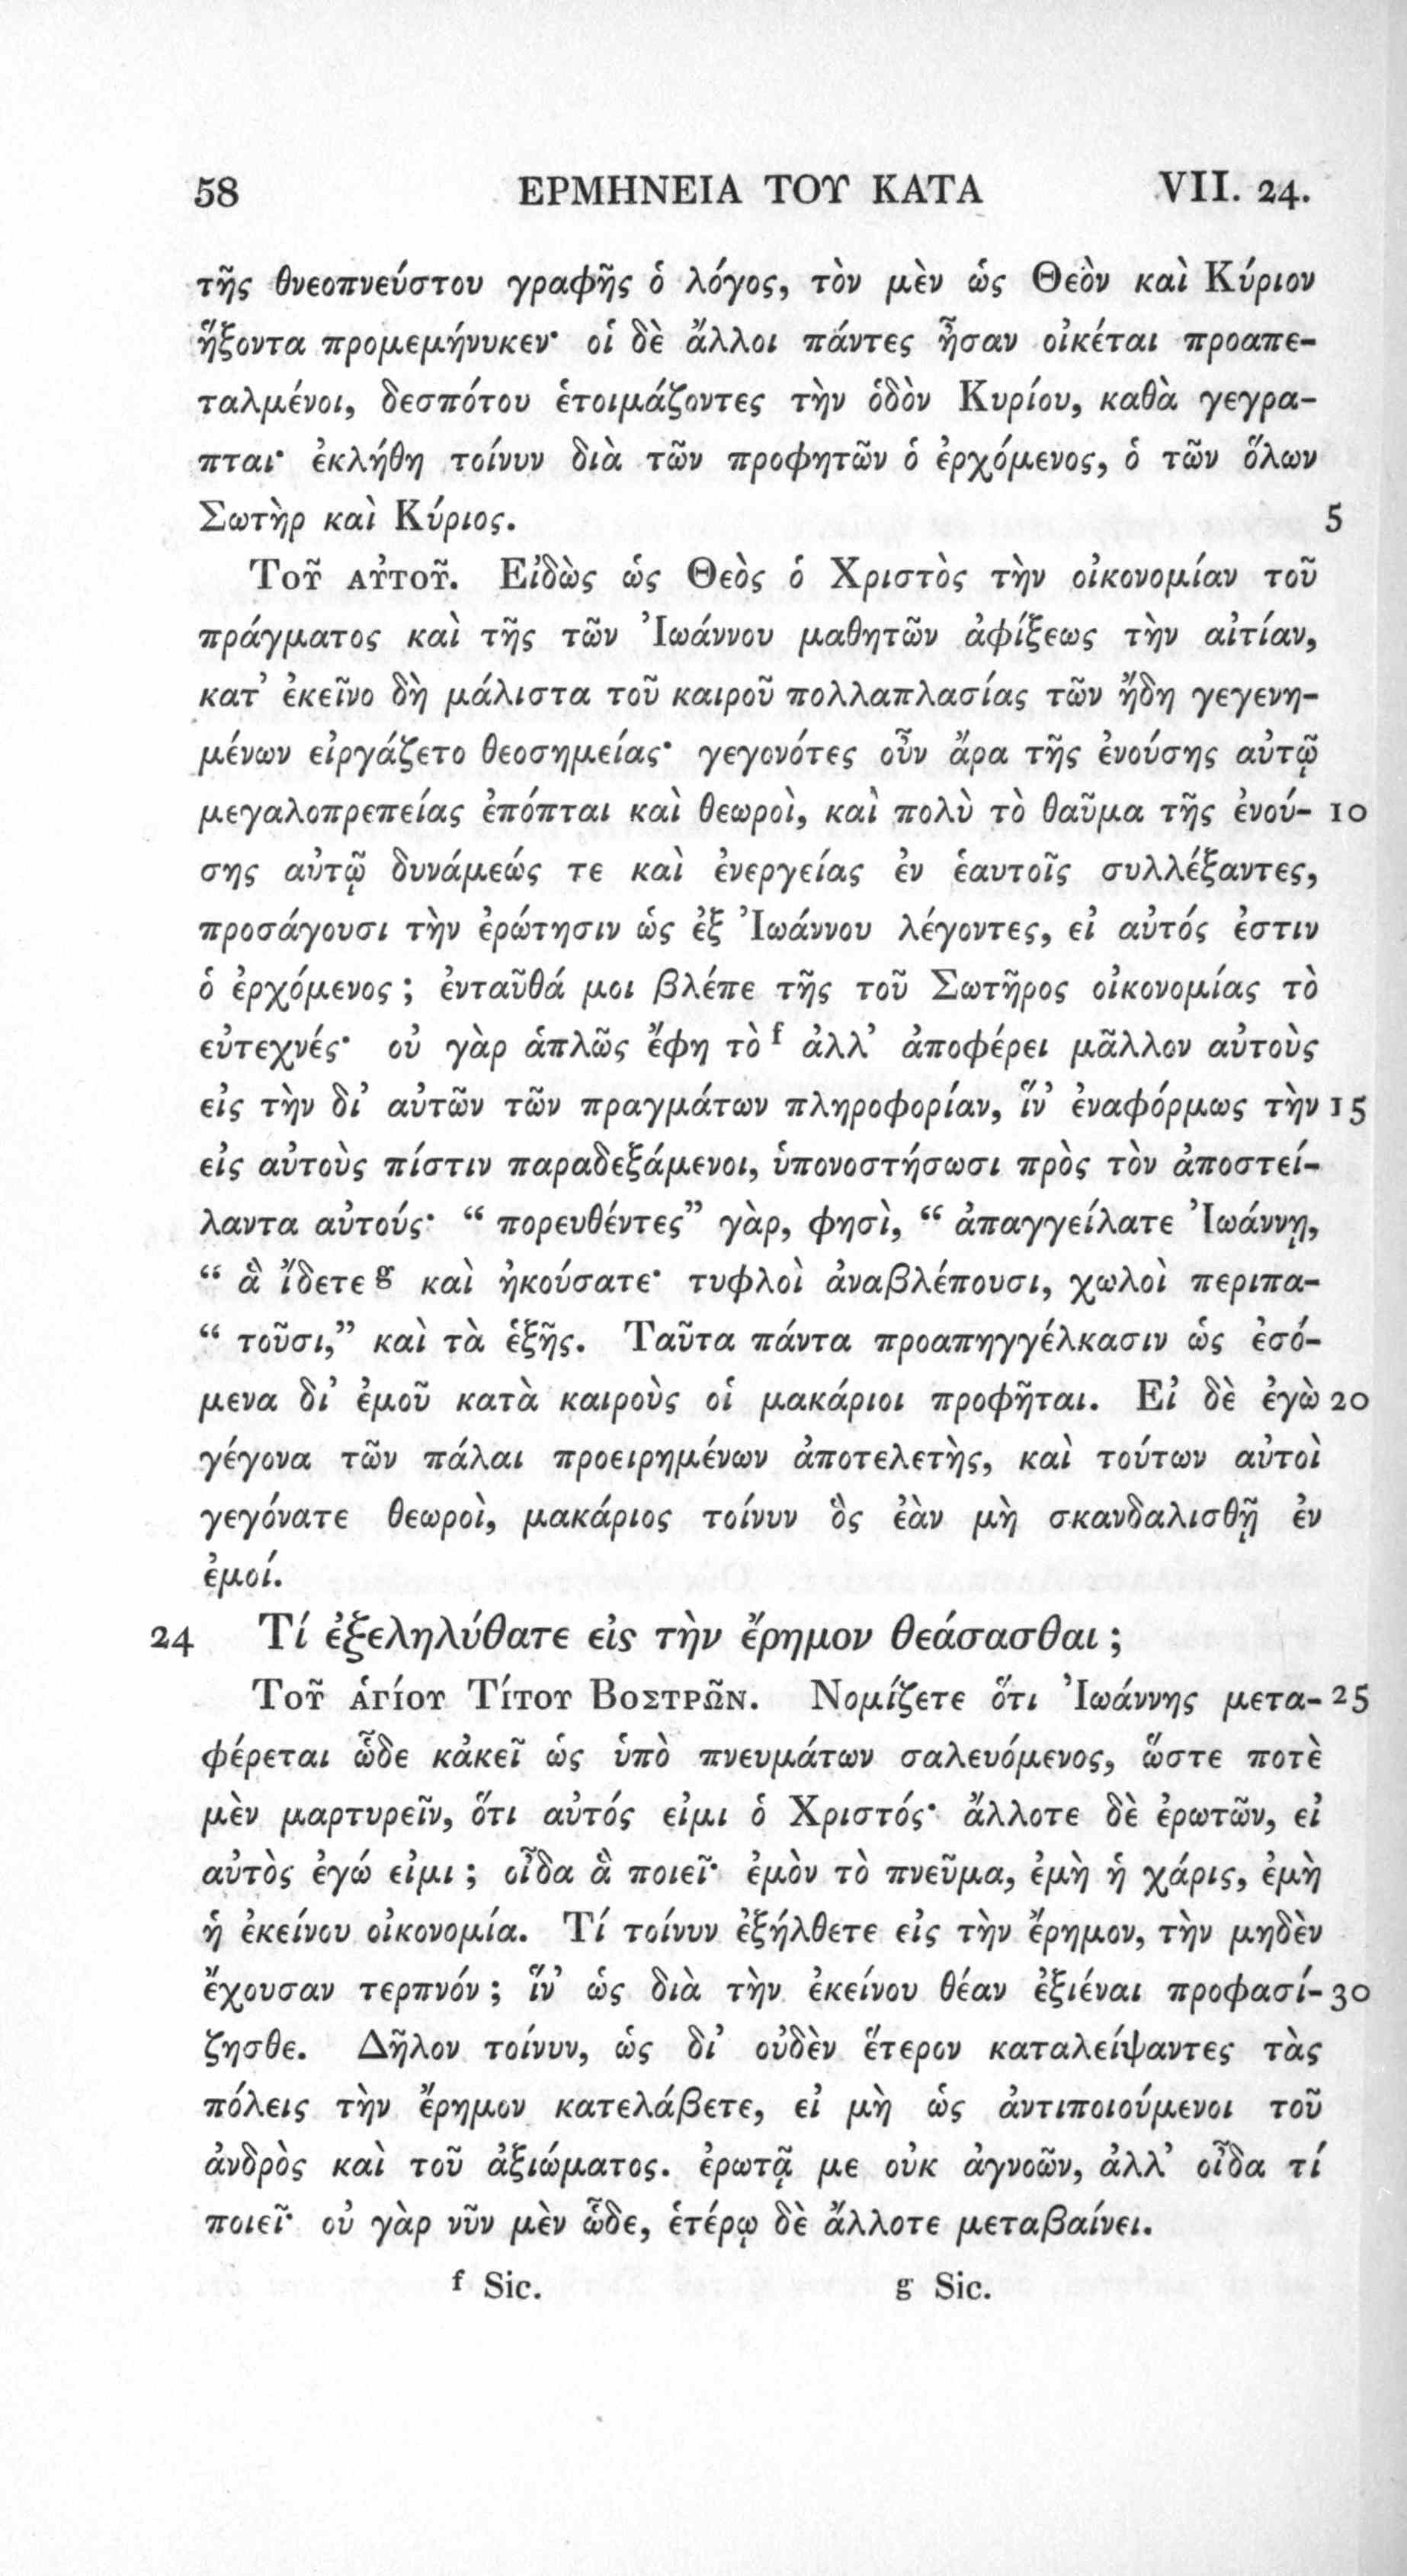 58 ΕΡΜΗΝΕΙΑ ΤΟΥ ΚΑΤΑ VII. 24.
τῆς θνεοπνεύστου γραφῆς ὁ λόγος, τὸν μὲν ὡς Θεὸν καὶ Κύριον
ἥξοντα προμεμήνυκεν· οἱ δὲ ἄλλοι πάντες ἦσαν οἰκέται προαπε-
ταλμένοι, δεσπότου ἑτοιμάζοντες τὴν ὁδὸν Κυρίου, καθὰ γεγρα-
πται· ἐκλήθη τοίνυν διὰ τῶν προφητῶν ὁ ἐρχόμενος, ὁ τῶν ὅλων
Σωτὴρ καὶ Κύριος. 5
Τοῦ αὐτοῦ. Εἰδὼς ὡς Θεὸς ὁ Χριστὸς τὴν οἰκονομίαν τοῦ
πράγματος καὶ τῆς τῶν Ἰωάννου μαθητῶν ἀφίξεως τὴν αἰτίαν,
κατ’ ἐκεῖνο δὴ μάλιστα τοῦ καιροῦ πολλαπλασίας τῶν ἤδη γεγενη-
μένων εἰργάζετο θεοσημείας· γεγονότες οὖν ἄρα τῆς ἐνούσης αὐτῷ
μεγαλοπρεπείας ἐπόπται καὶ θεωροὶ, καὶ πολὺ τὸ θαῦμα τῆς ἐνού- 10
σης αὐτῷ δυνάμεώς τε καὶ ἐνεργείας ἐν ἑαυτοῖς συλλέξαντες,
προσάγουσι τὴν ἐρώτησιν ὡς ἐξ Ἰωάννου λέγοντες, εἰ αὐτός ἐστιν
ὁ ἐρχόμενος ; ἐνταῦθά μοι βλέπε τῆς τοῦ Σωτῆρος οἰκονομίας τὸ
εὐτεχνές· οὐ γὰρ ἁπλῶς ἔφη τὸ f ἀλλ’ ἀποφέρει μᾶλλον αὐτοὺς
εἰς τὴν δι’ αὐτῶν τῶν πραγμάτων πληροφορίαν, ἵν’ ἐναφόρμως τὴν 15
εἰς αὐτοὺς πίστιν παραδεξάμενοι, ὑπονοστήσωσι πρὸς τὸν ἀποστεί-
λαντα αὐτούς· “ πορευθέντες” γὰρ, φησὶ, “ ἀπαγγείλατε Ἰωάννῃ,
“ ἃ ἴδετε g καὶ ἠκούσατε· τυφλοὶ ἀναβλέπουσι, χωλοὶ περιπα-
“ τοῦσι,” καὶ τὰ ἑξῆς. Ταῦτα πάντα προαπηγγέλκασιν ὡς ἐσό-
μενα δι’ ἐμοῦ κατὰ καιροὺς οἱ μακάριοι προφῆται. Εἰ δὲ ἐγὼ 20
γέγονα τῶν πάλαι προειρημένων ἀποτελετὴς, καὶ τούτων αὐτοὶ
γεγόνατε θεωροὶ, μακάριος τοίνυν ὃς ἐὰν μὴ σκανδαλισθῇ ἐν
ἐμοί.
24 Τί ἐξεληλύθατε εἰς τὴν ἔρημον θεάσασθαι ;
Τοῦ ἁγίου Τίτου Βοστρῶν. Νομίζετε ὅτι Ἰωάννης μετα- 25
φέρεται ὧδε κἀκεῖ ὡς ὑπὸ πνευμάτων σαλευόμενος, ὥστε ποτὲ
μὲν μαρτυρεῖν, ὅτι αὐτός εἰμι ὁ Χριστός· ἄλλοτε δὲ ἐρωτῶν, εἰ
αὐτὸς ἐγώ εἰμι ; οἶδα ἃ ποιεῖ· ἐμὸν τὸ πνεῦμα, ἐμὴ ἡ χάρις, ἐμὴ
ἡ ἐκείνου οἰκονομία. Τί τοίνυν ἐξήλθετε εἰς τὴν ἔρημον, τὴν μηδὲν
ἔχουσαν τερπνόν ; ἵν’ ὡς διὰ τὴν ἐκείνου θέαν ἐξιέναι προφασί- 30
ζησθε. Δῆλον τοίνυν, ὡς δι’ οὐδὲν ἕτερον καταλείψαντες τὰς
πόλεις τὴν ἔρημον κατελάβετε, εἰ μὴ ὡς ἀντιποιούμενοι τοῦ
ἀνδρὸς καὶ τοῦ ἀξιώματος. ἐρωτᾷ με οὐκ ἀγνοῶν, ἀλλ’ οἶδα τί
ποιεῖ· οὐ γὰρ νῦν μὲν ὧδε, ἑτέρῳ δὲ ἄλλοτε μεταβαίνει.
f Sic. g Sic.